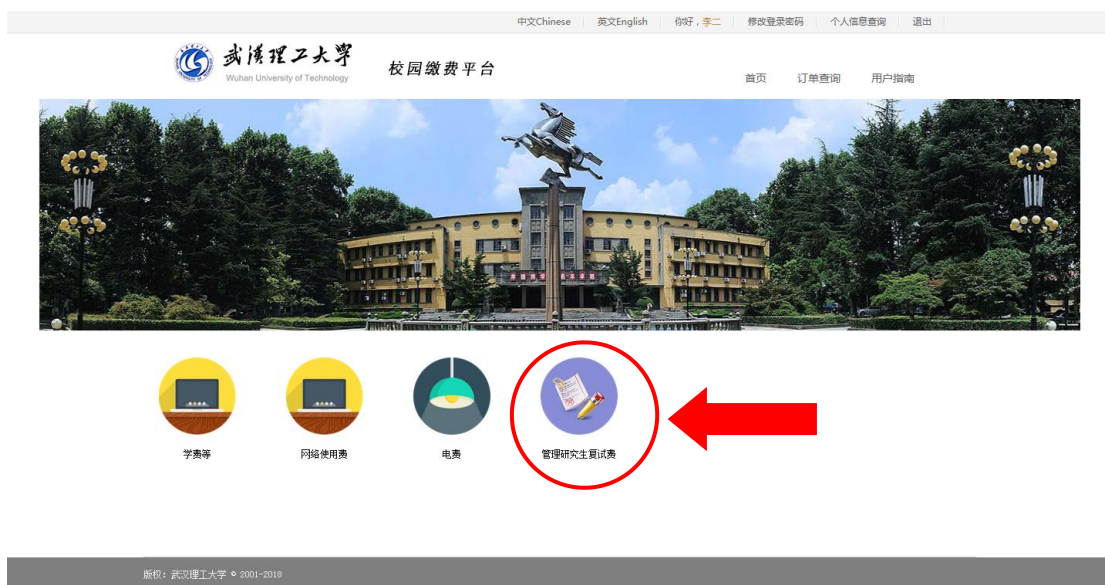 中文Chinese 英文English 你好，李二 修改登录密码 个人信息查询 退出
武汉理工大学
Wuhan University of Technology
校园缴费平台
首页 订单查询 用户指南
学费等 网络使用费 电费 管理研究生复试费
版权：武汉理工大学 © 2001-2018